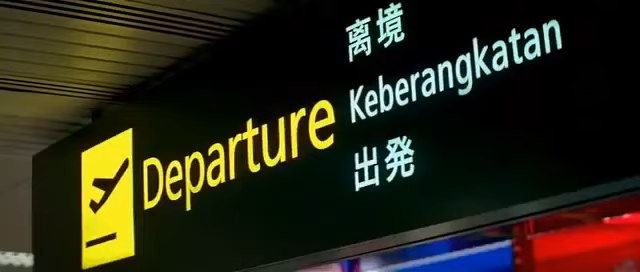 Departure
离境
Keberangkatan
出発